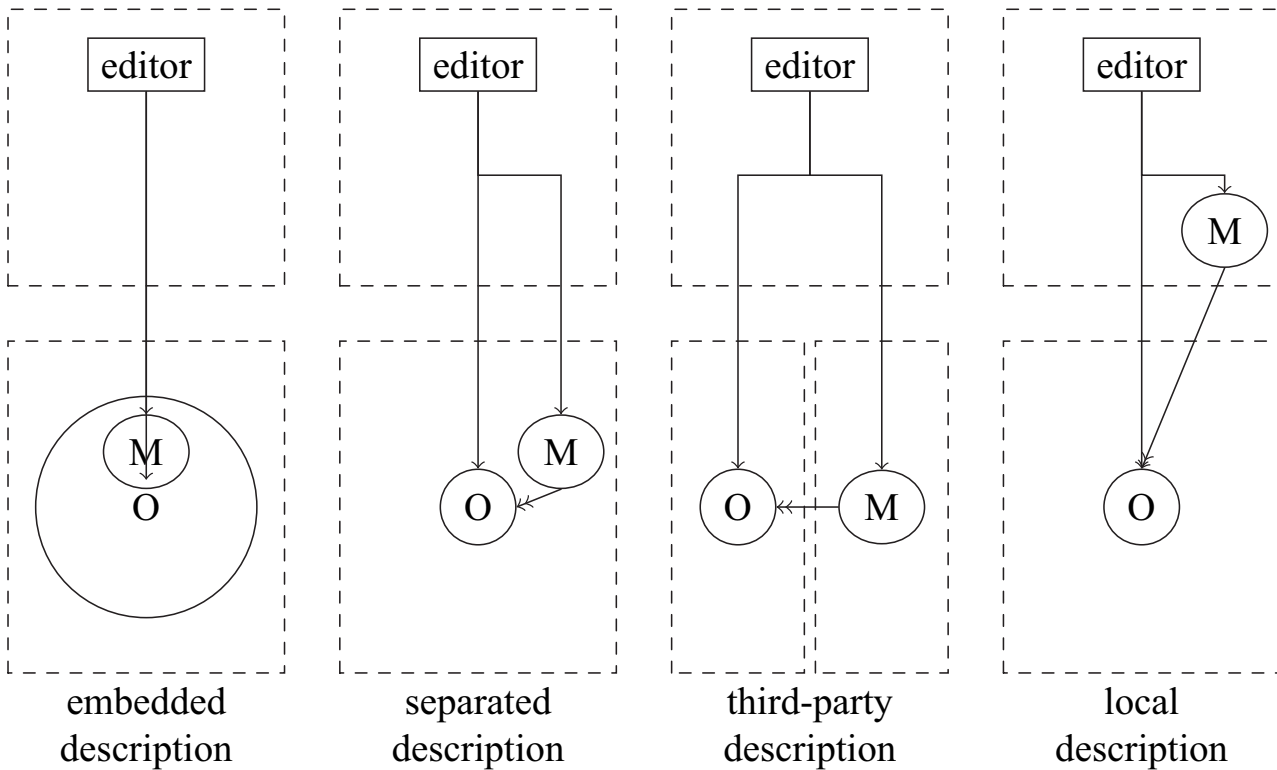 editor
editor
editor
editor
M
M
M
M
O
O
O
M
O
embedded
description
separated
description
third-party
description
local
description